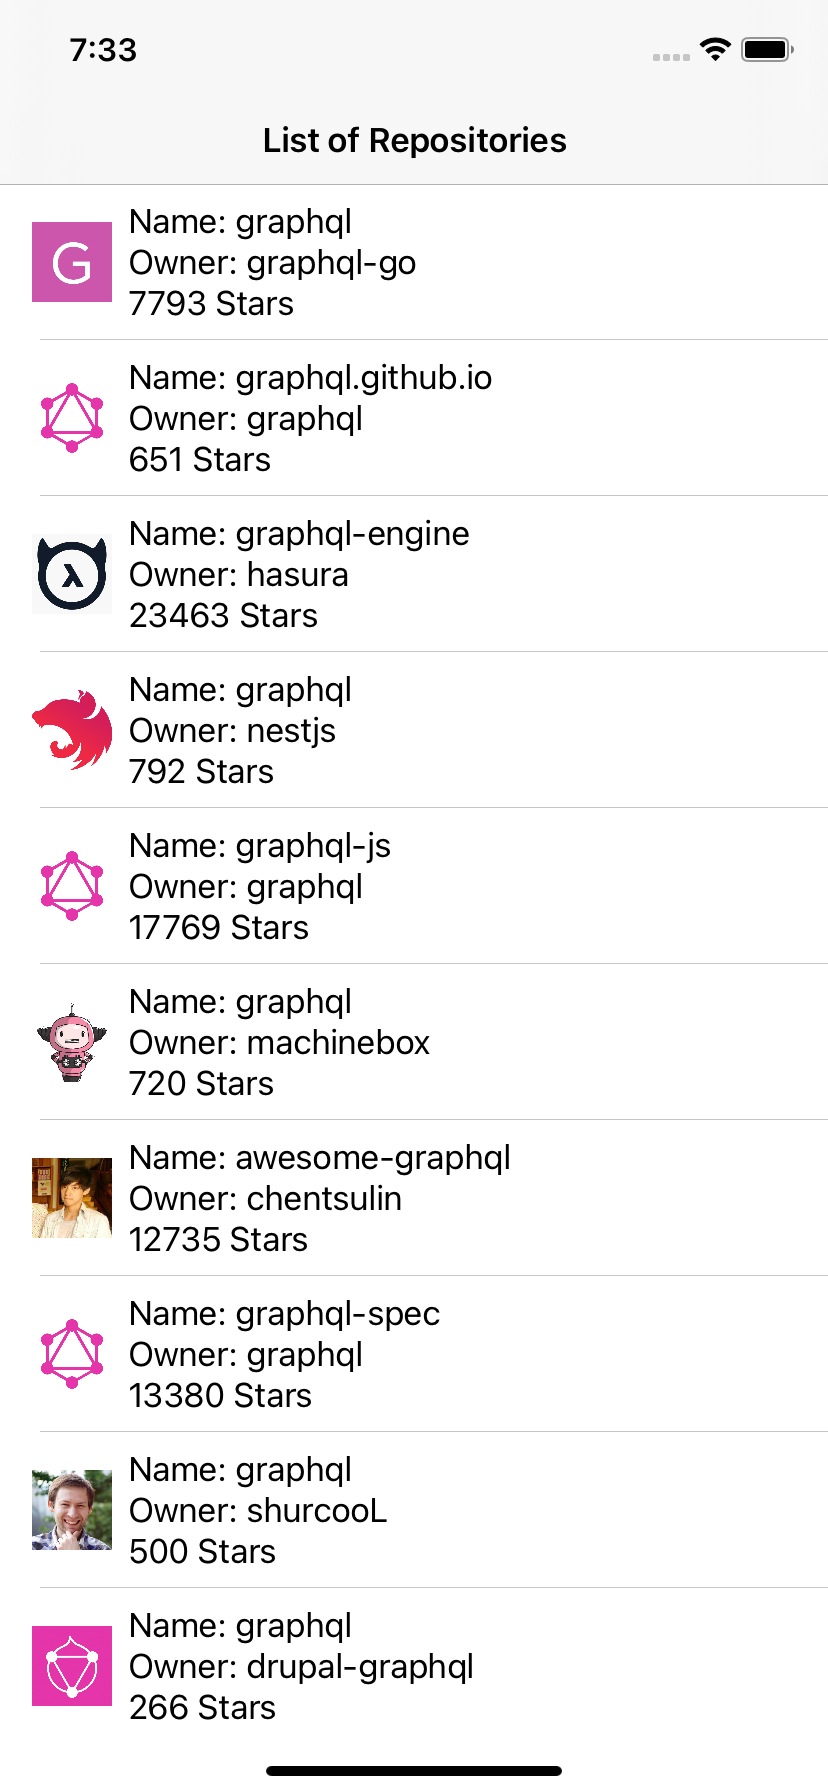 7:33
List of Repositories
G
Name: graphql
Owner: graphql-go
7793 Stars
Name: graphql.github.io
Owner: graphql
651 Stars
λ
Name: graphql-engine
Owner: hasura
23463 Stars
Name: graphql
Owner: nestjs
792 Stars
Name: graphql-js
Owner: graphql
17769 Stars
Name: graphql
Owner: machinebox
720 Stars
Name: awesome-graphql
Owner: chentsulin
12735 Stars
Name: graphql-spec
Owner: graphql
13380 Stars
Name: graphql
Owner: shurcooL
500 Stars
Name: graphql
Owner: drupal-graphql
266 Stars